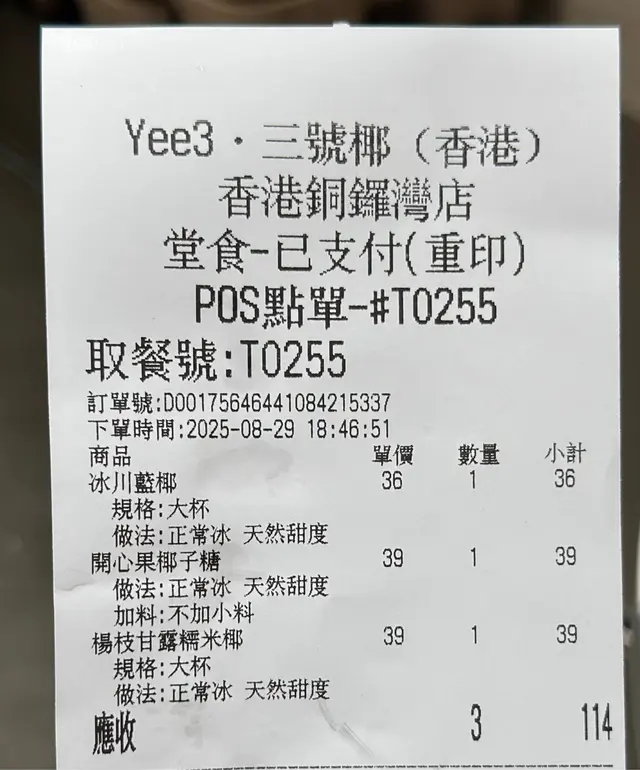 Yee3·三號椰（香港）
香港銅鑼灣店
堂食-已支付(重印)
POS點單-#T0255
取餐號:T0255
訂單號:D001756464441084215337
下單時間:2025-08-29 18:46:51
商品 單價 數量 小計
冰川藍椰 36 1 36
規格:大杯
做法:正常冰 天然甜度
開心果椰子糖 39 1 39
做法:正常冰 天然甜度
加料:不加小料
楊枝甘露糯米椰 39 1 39
規格:大杯
做法:正常冰 天然甜度
應收 3 114